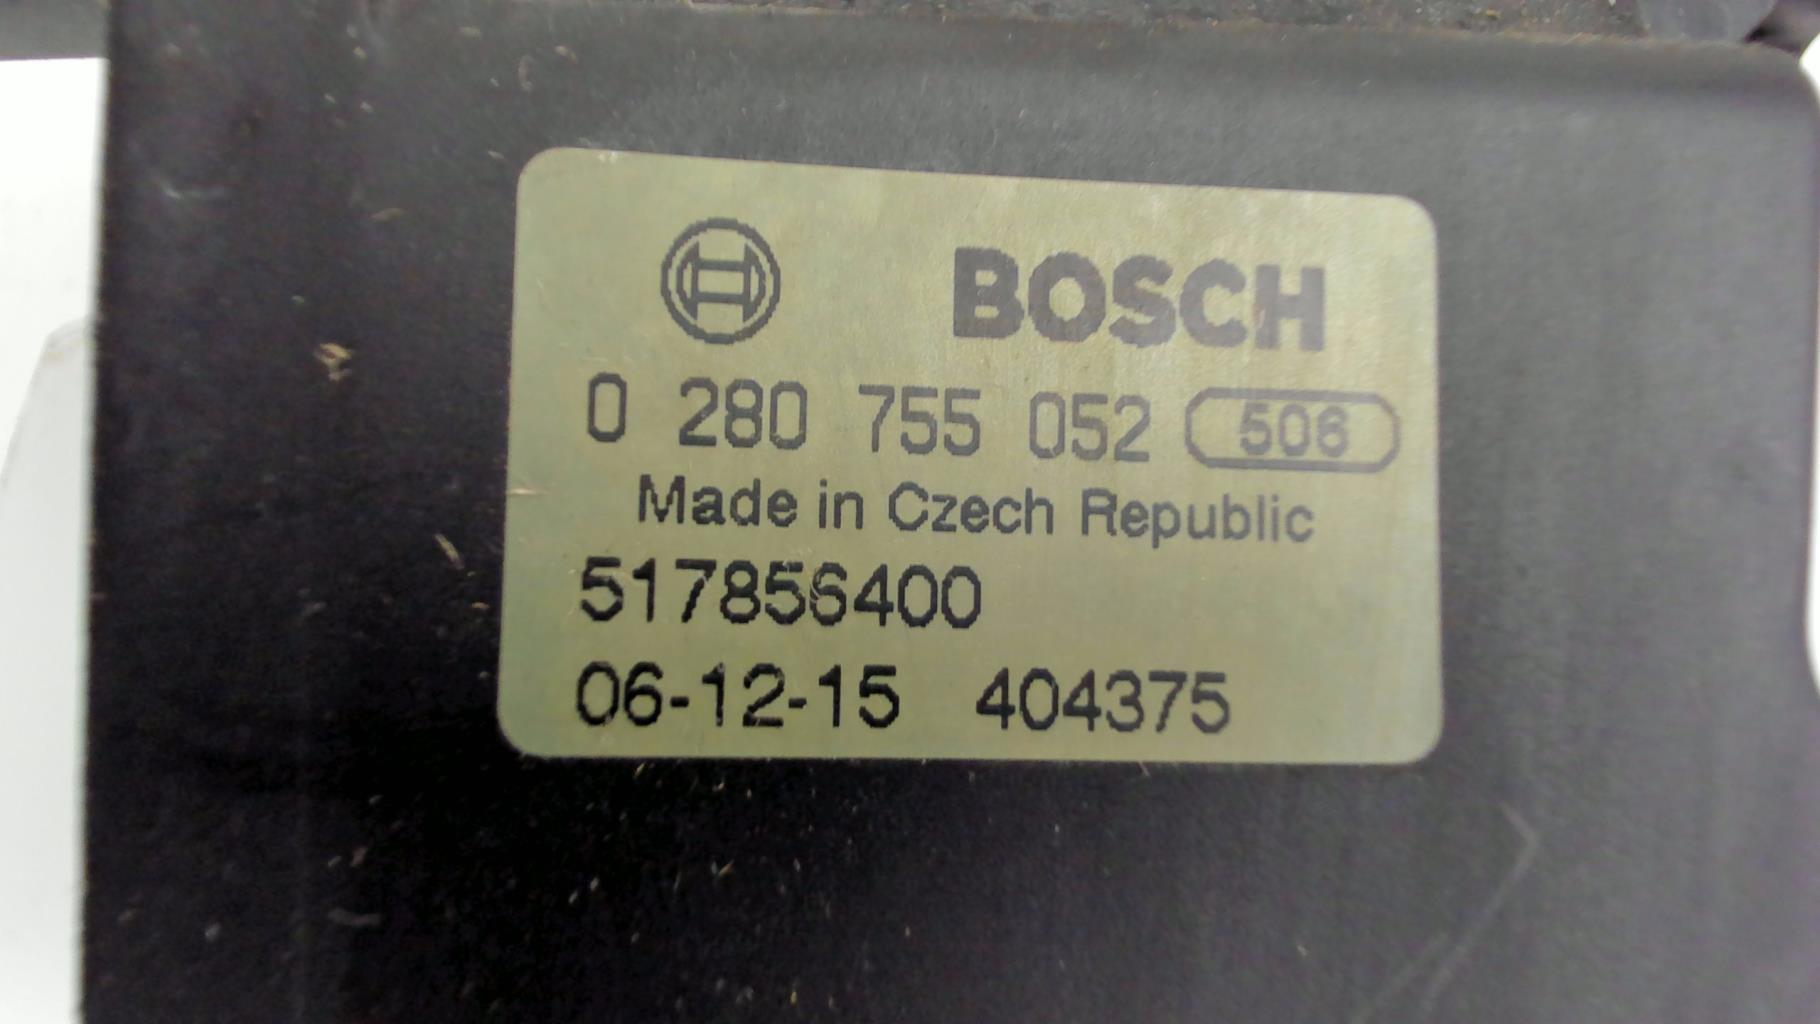 BOSCH
0 280 755 052 506
Made in Czech Republic
517856400
06-12-15 404375